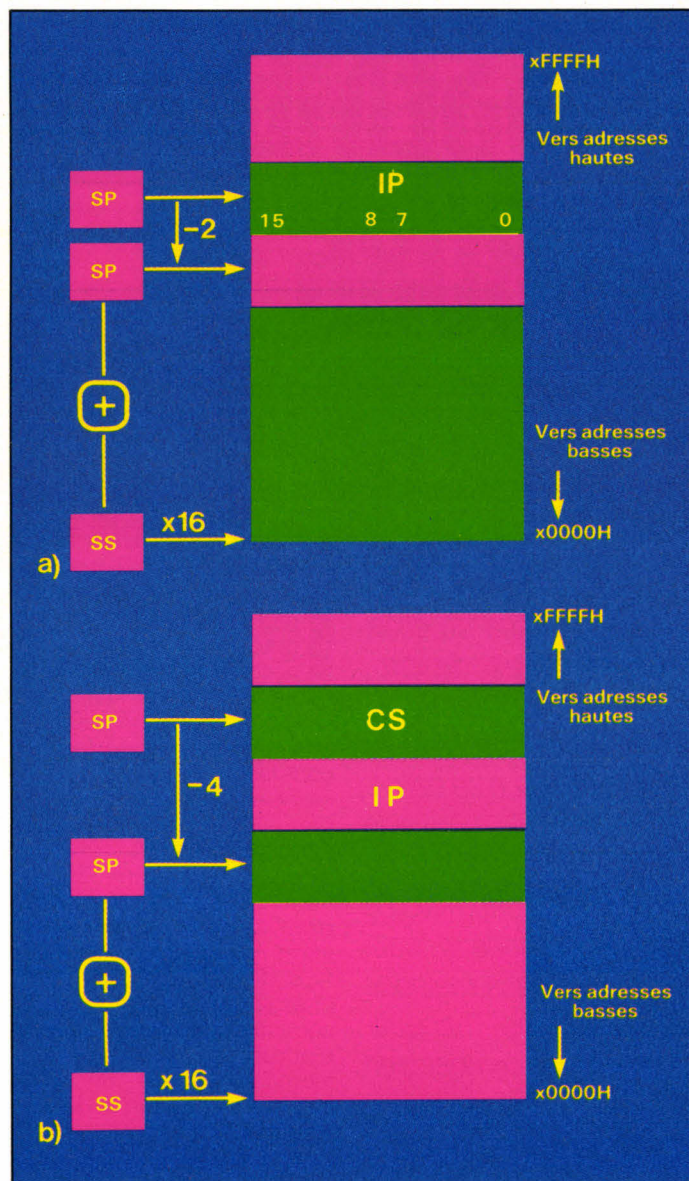 xFFFFH
Vers adresses
hautes
SP
IP
15 8 7 0
-2
SP
+
Vers adresses
basses
SS
x16
x0000H
a)
xFFFFH
Vers adresses
hautes
SP
CS
-4
IP
SP
+
Vers adresses
basses
SS
x 16
x0000H
b)